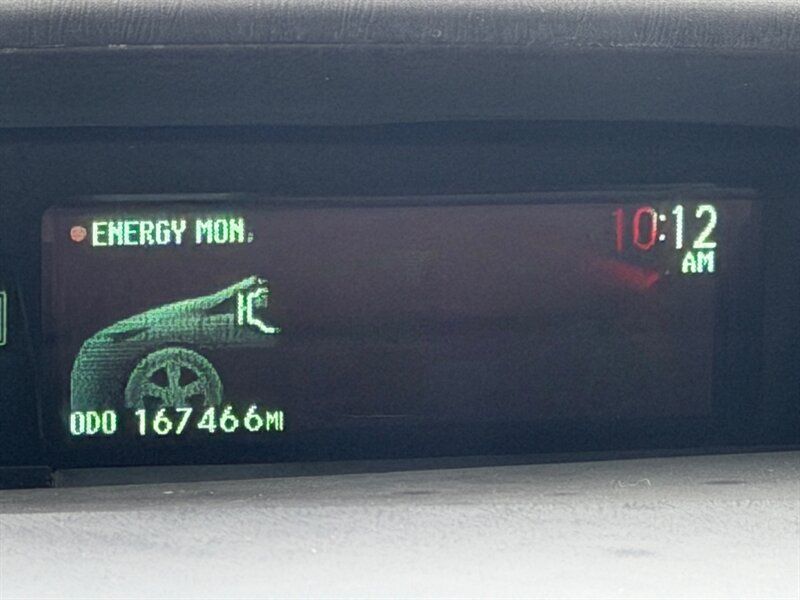 ENERGY MON.
10:12
AM
ODO 167466MI